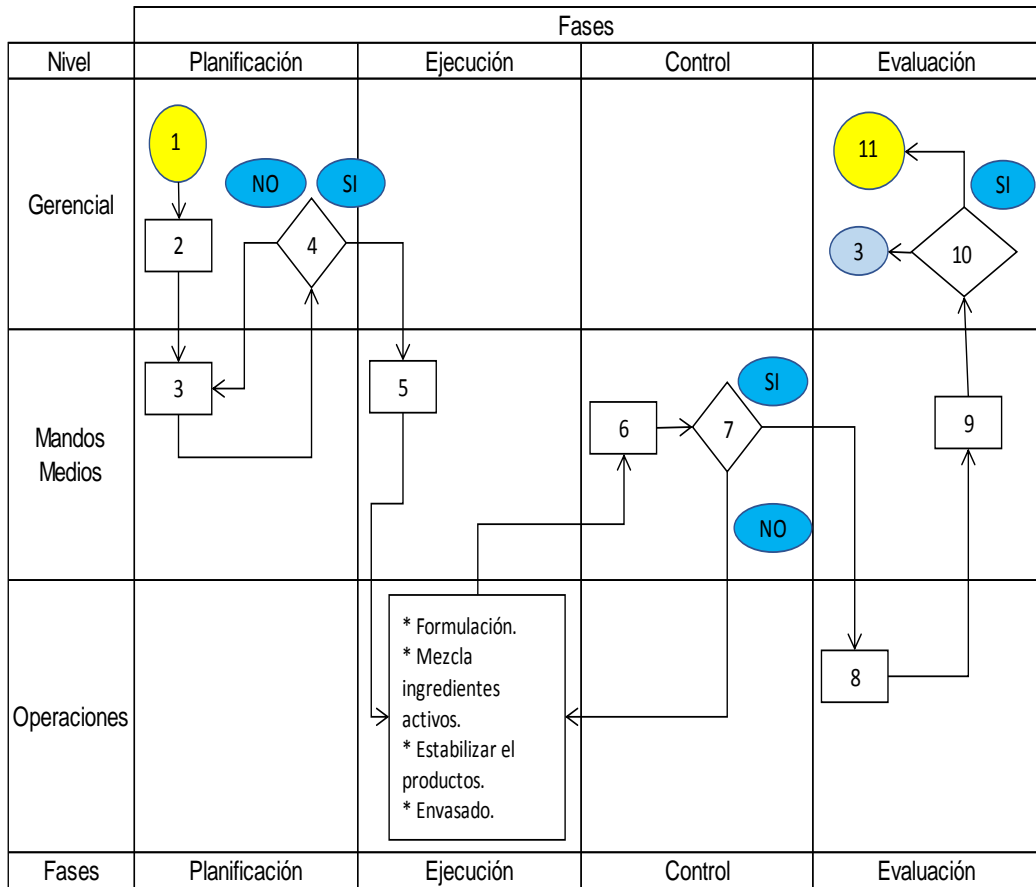 Fases
Nivel Planificación Ejecución Control Evaluación
Gerencial
1
NO SI
2
4
11
SI
3
10
Mandos
Medios
3
5
6
7
SI
NO
9
Operaciones
* Formulación.
* Mezcla
ingredientes
activos.
* Estabilizar el
productos.
* Envasado.
8
Fases Planificación Ejecución Control Evaluación